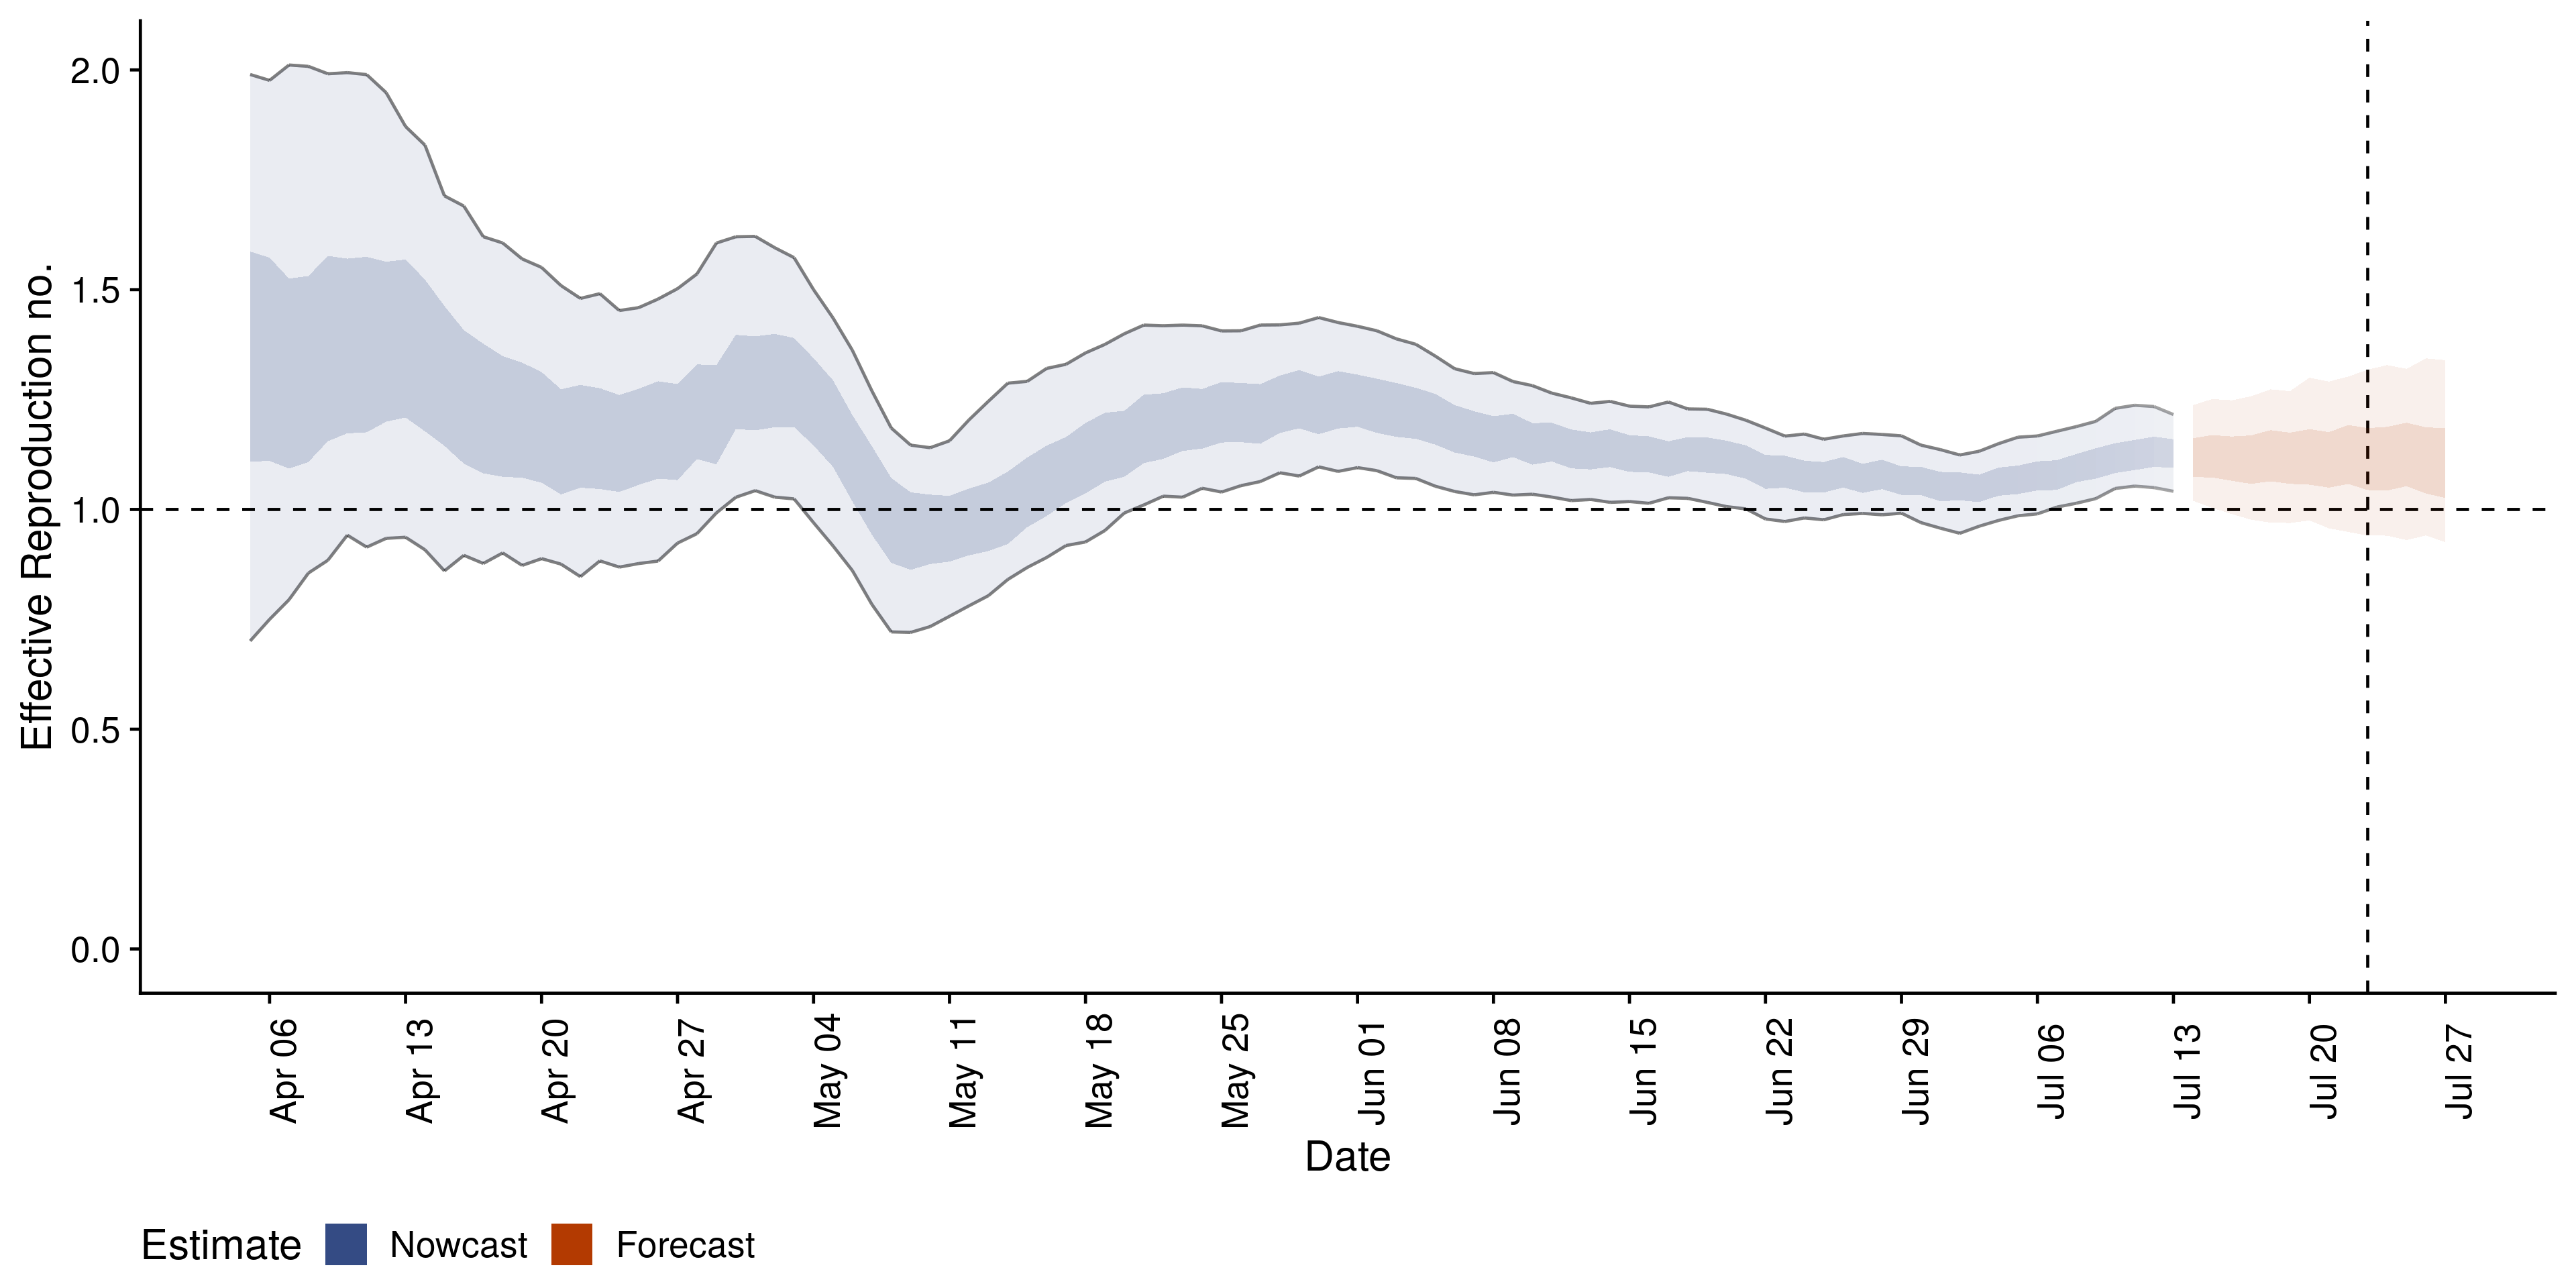 Effective Reproduction no.
2.0
1.5
1.0
0.5
0.0
Apr 06
Apr 13
Apr 20
Apr 27
May 04
May 11
May 18
May 25
Jun 01
Jun 08
Jun 15
Jun 22
Jun 29
Jul 06
Jul 13
Jul 20
Jul 27
Date
Estimate Nowcast Forecast